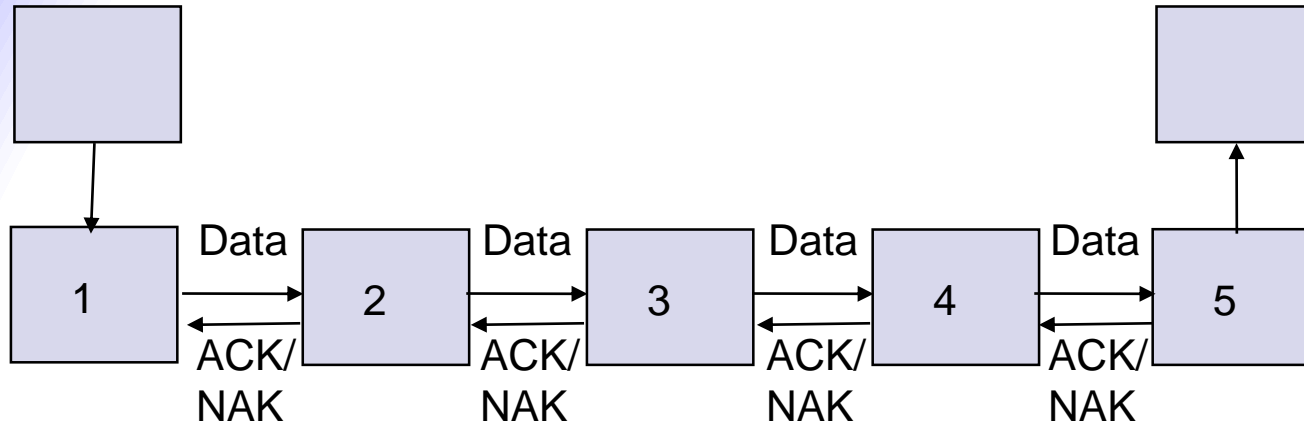 Data Data Data Data
1 2 3 4 5
ACK/ ACK/ ACK/ ACK/
NAK NAK NAK NAK